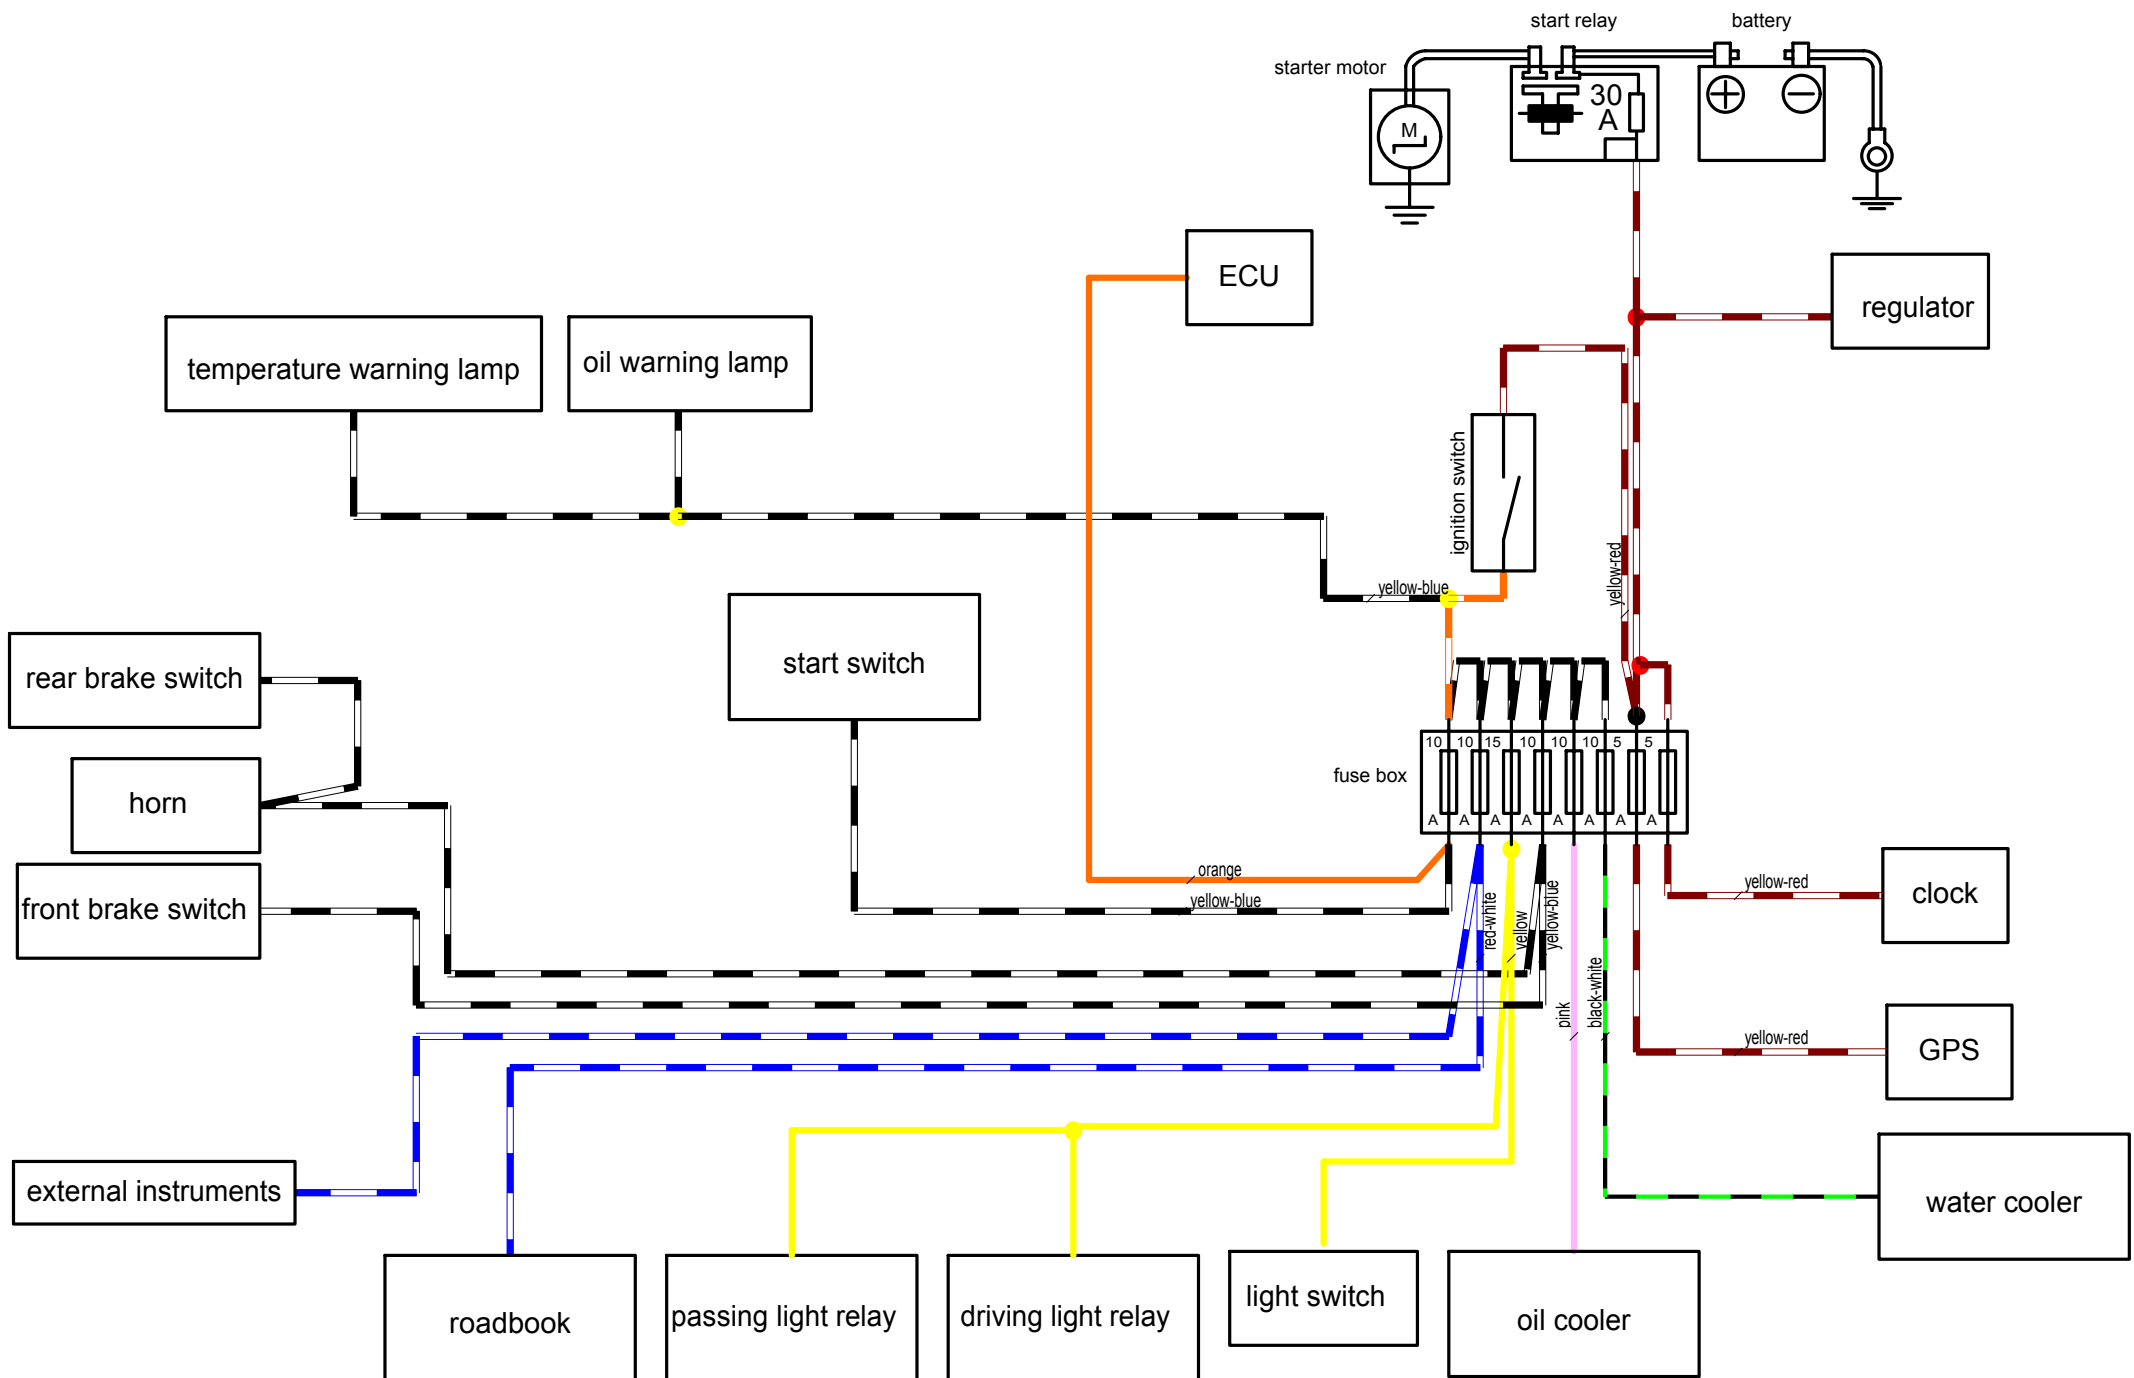 start relay
battery
starter motor
30
A
M
ECU
regulator
temperature warning lamp
oil warning lamp
ignition switch
yellow-red
yellow-blue
start switch
rear brake switch
horn
front brake switch
fuse box
10 10 15 10 10 10 5 5
A A A A A A A A
orange
yellow-blue
red-white
yellow
yellow-blue
pink
black-white
yellow-red
clock
yellow-red
GPS
external instruments
water cooler
roadbook
passing light relay
driving light relay
light switch
oil cooler